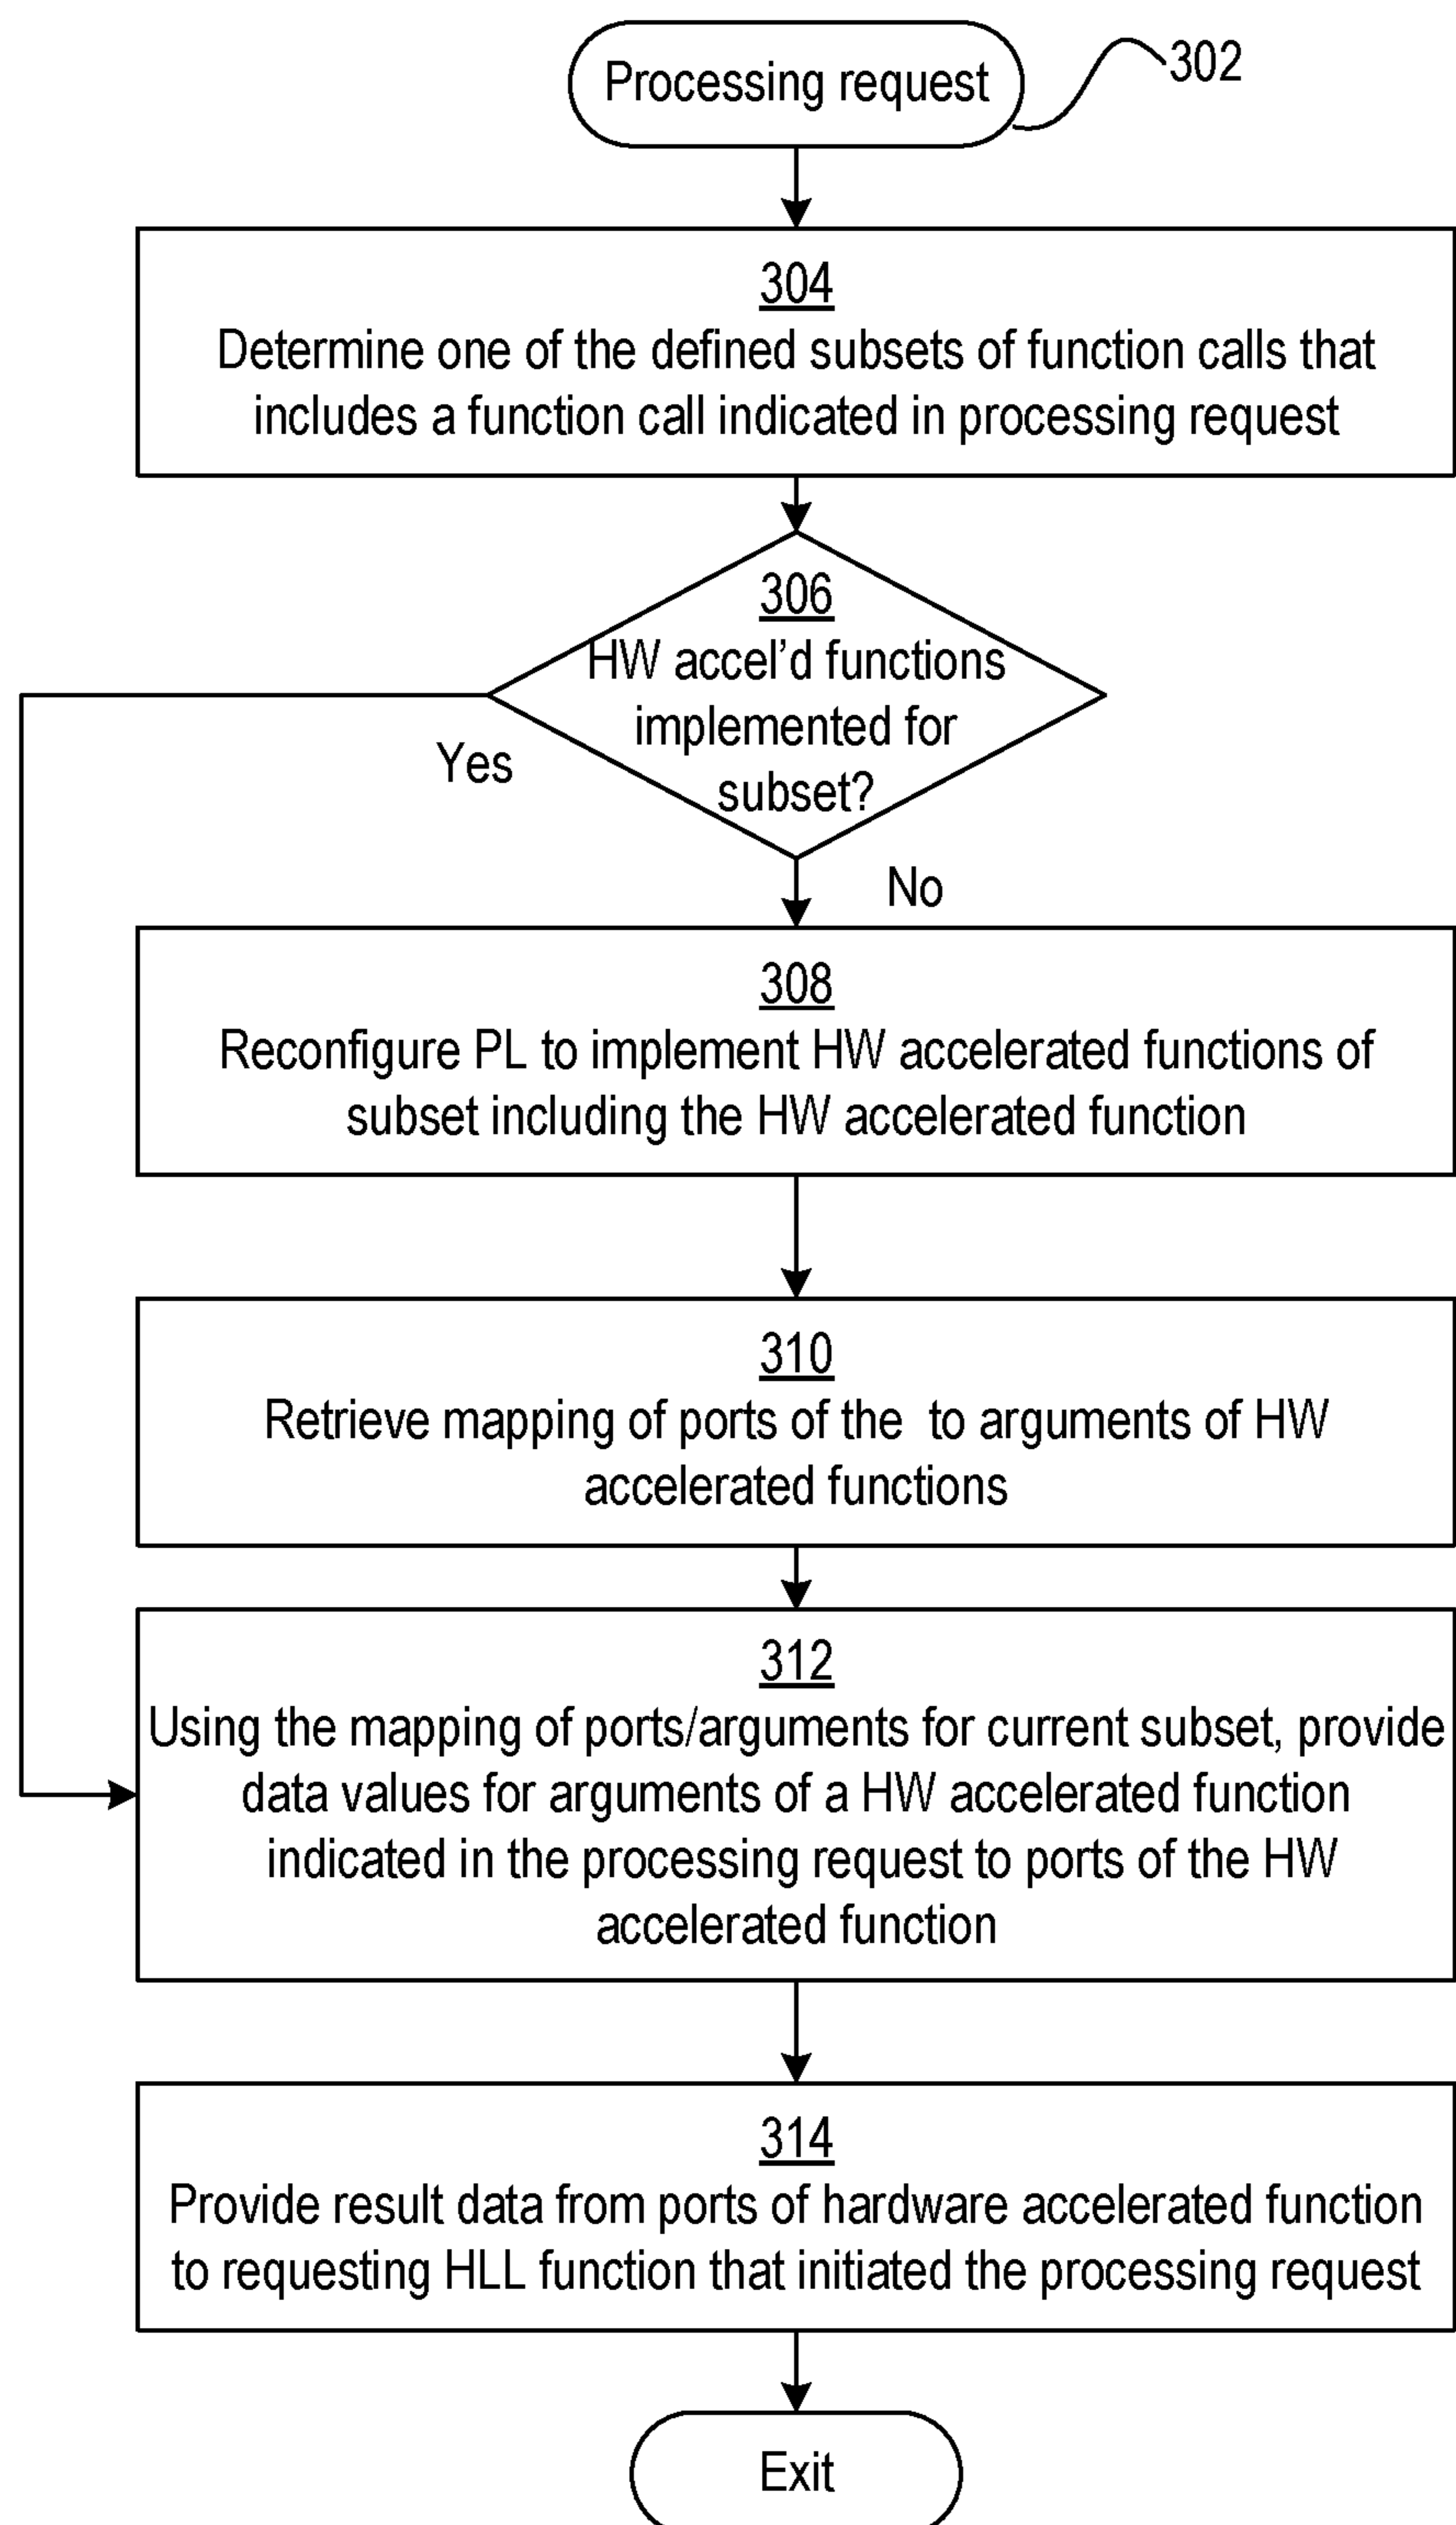 Processing request
302
304
Determine one of the defined subsets of function calls that
includes a function call indicated in processing request
306
HW accel’d functions
implemented for
subset?
Yes
No
308
Reconfigure PL to implement HW accelerated functions of
subset including the HW accelerated function
310
Retrieve mapping of ports of the  to arguments of HW
accelerated functions
312
Using the mapping of ports/arguments for current subset, provide
data values for arguments of a HW accelerated function
indicated in the processing request to ports of the HW
accelerated function
314
Provide result data from ports of hardware accelerated function
to requesting HLL function that initiated the processing request
Exit